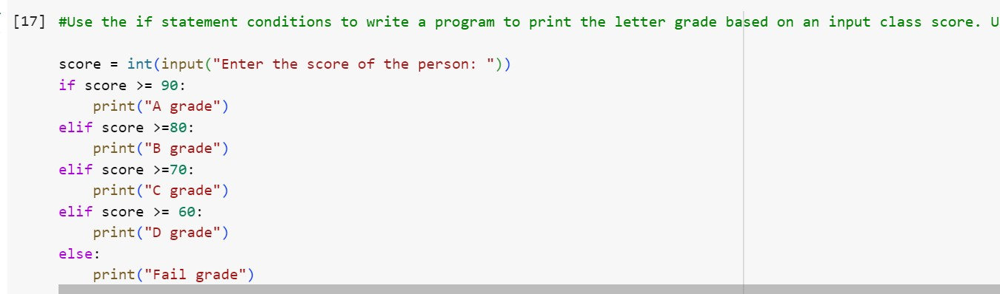 [17] #Use the if statement conditions to write a program to print the letter grade based on an input class score. U
score = int(input("Enter the score of the person: "))
if score >= 90:
    print("A grade")
elif score >=80:
    print("B grade")
elif score >=70:
    print("C grade")
elif score >= 60:
    print("D grade")
else:
    print("Fail grade")